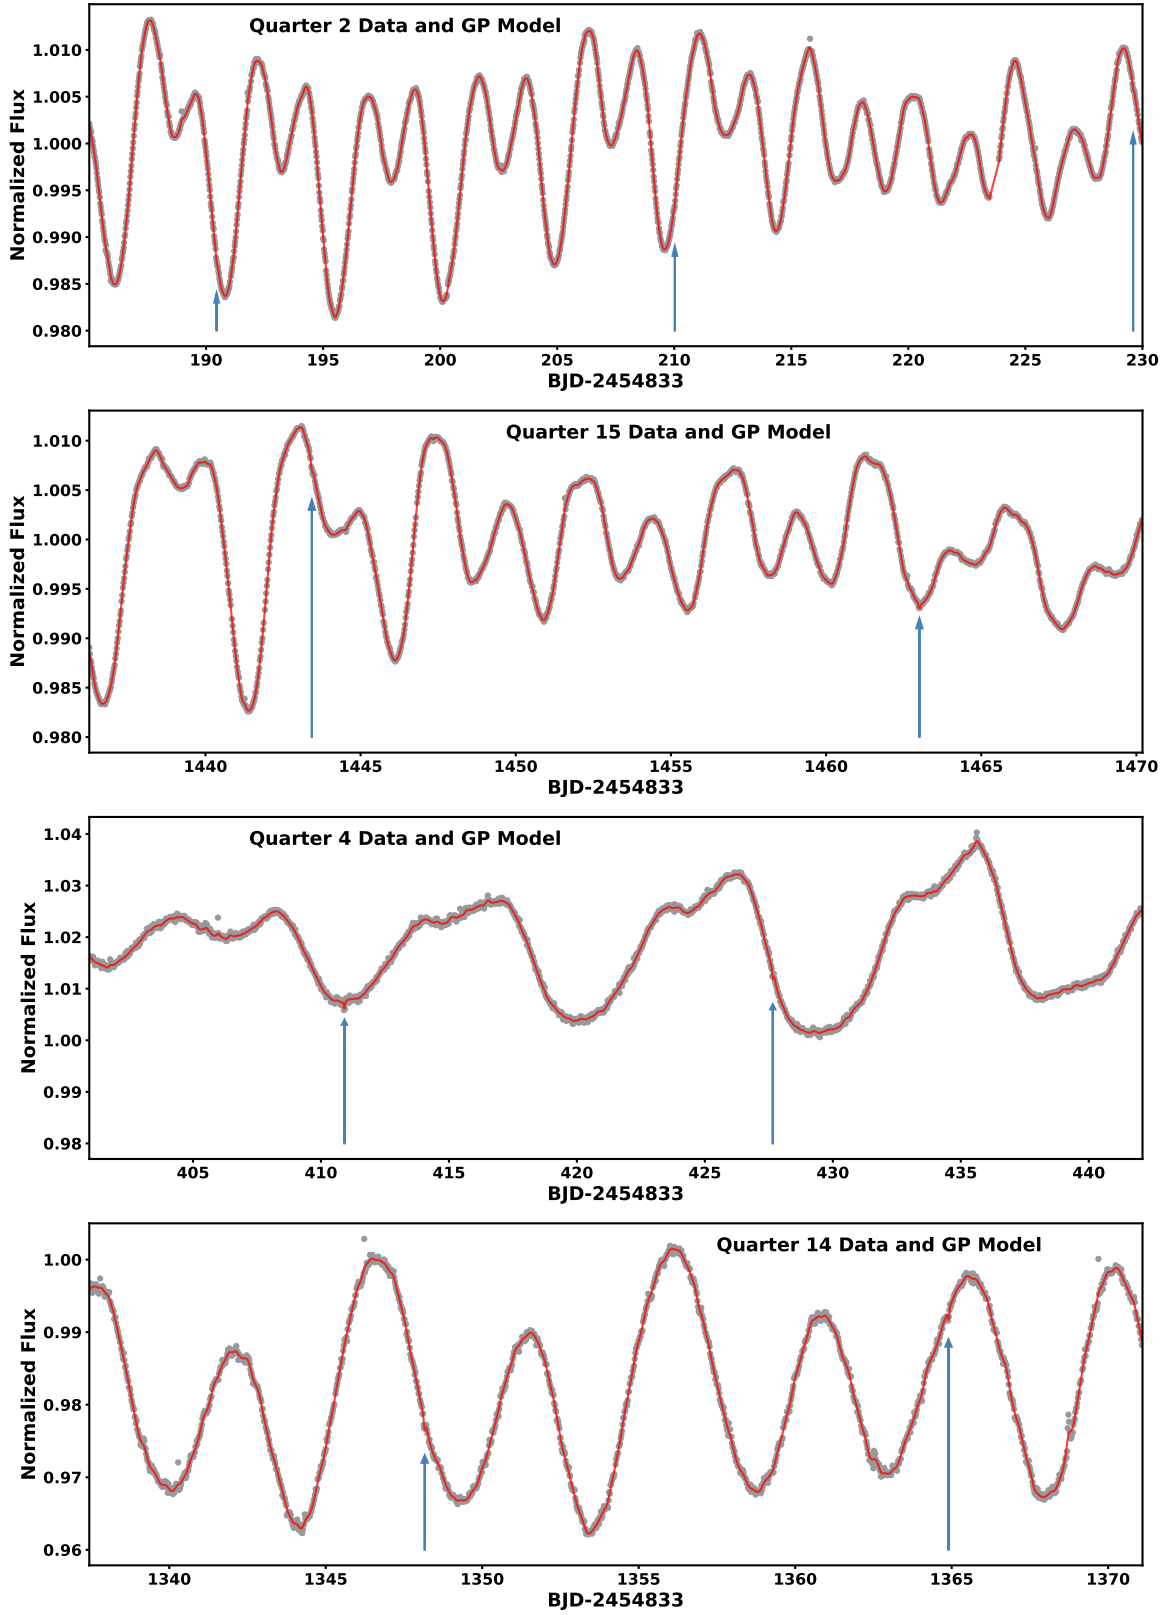 Quarter 2 Data and GP Model
Normalized Flux
1.010
1.005
1.000
0.995
0.990
0.985
0.980
190 195 200 205 210 215 220 225 230
BJD-2454833
Quarter 15 Data and GP Model
Normalized Flux
1.010
1.005
1.000
0.995
0.990
0.985
0.980
1440 1445 1450 1455 1460 1465 1470
BJD-2454833
Quarter 4 Data and GP Model
Normalized Flux
1.04
1.03
1.02
1.01
1.00
0.99
0.98
405 410 415 420 425 430 435 440
BJD-2454833
Quarter 14 Data and GP Model
Normalized Flux
1.00
0.99
0.98
0.97
0.96
1340 1345 1350 1355 1360 1365 1370
BJD-2454833